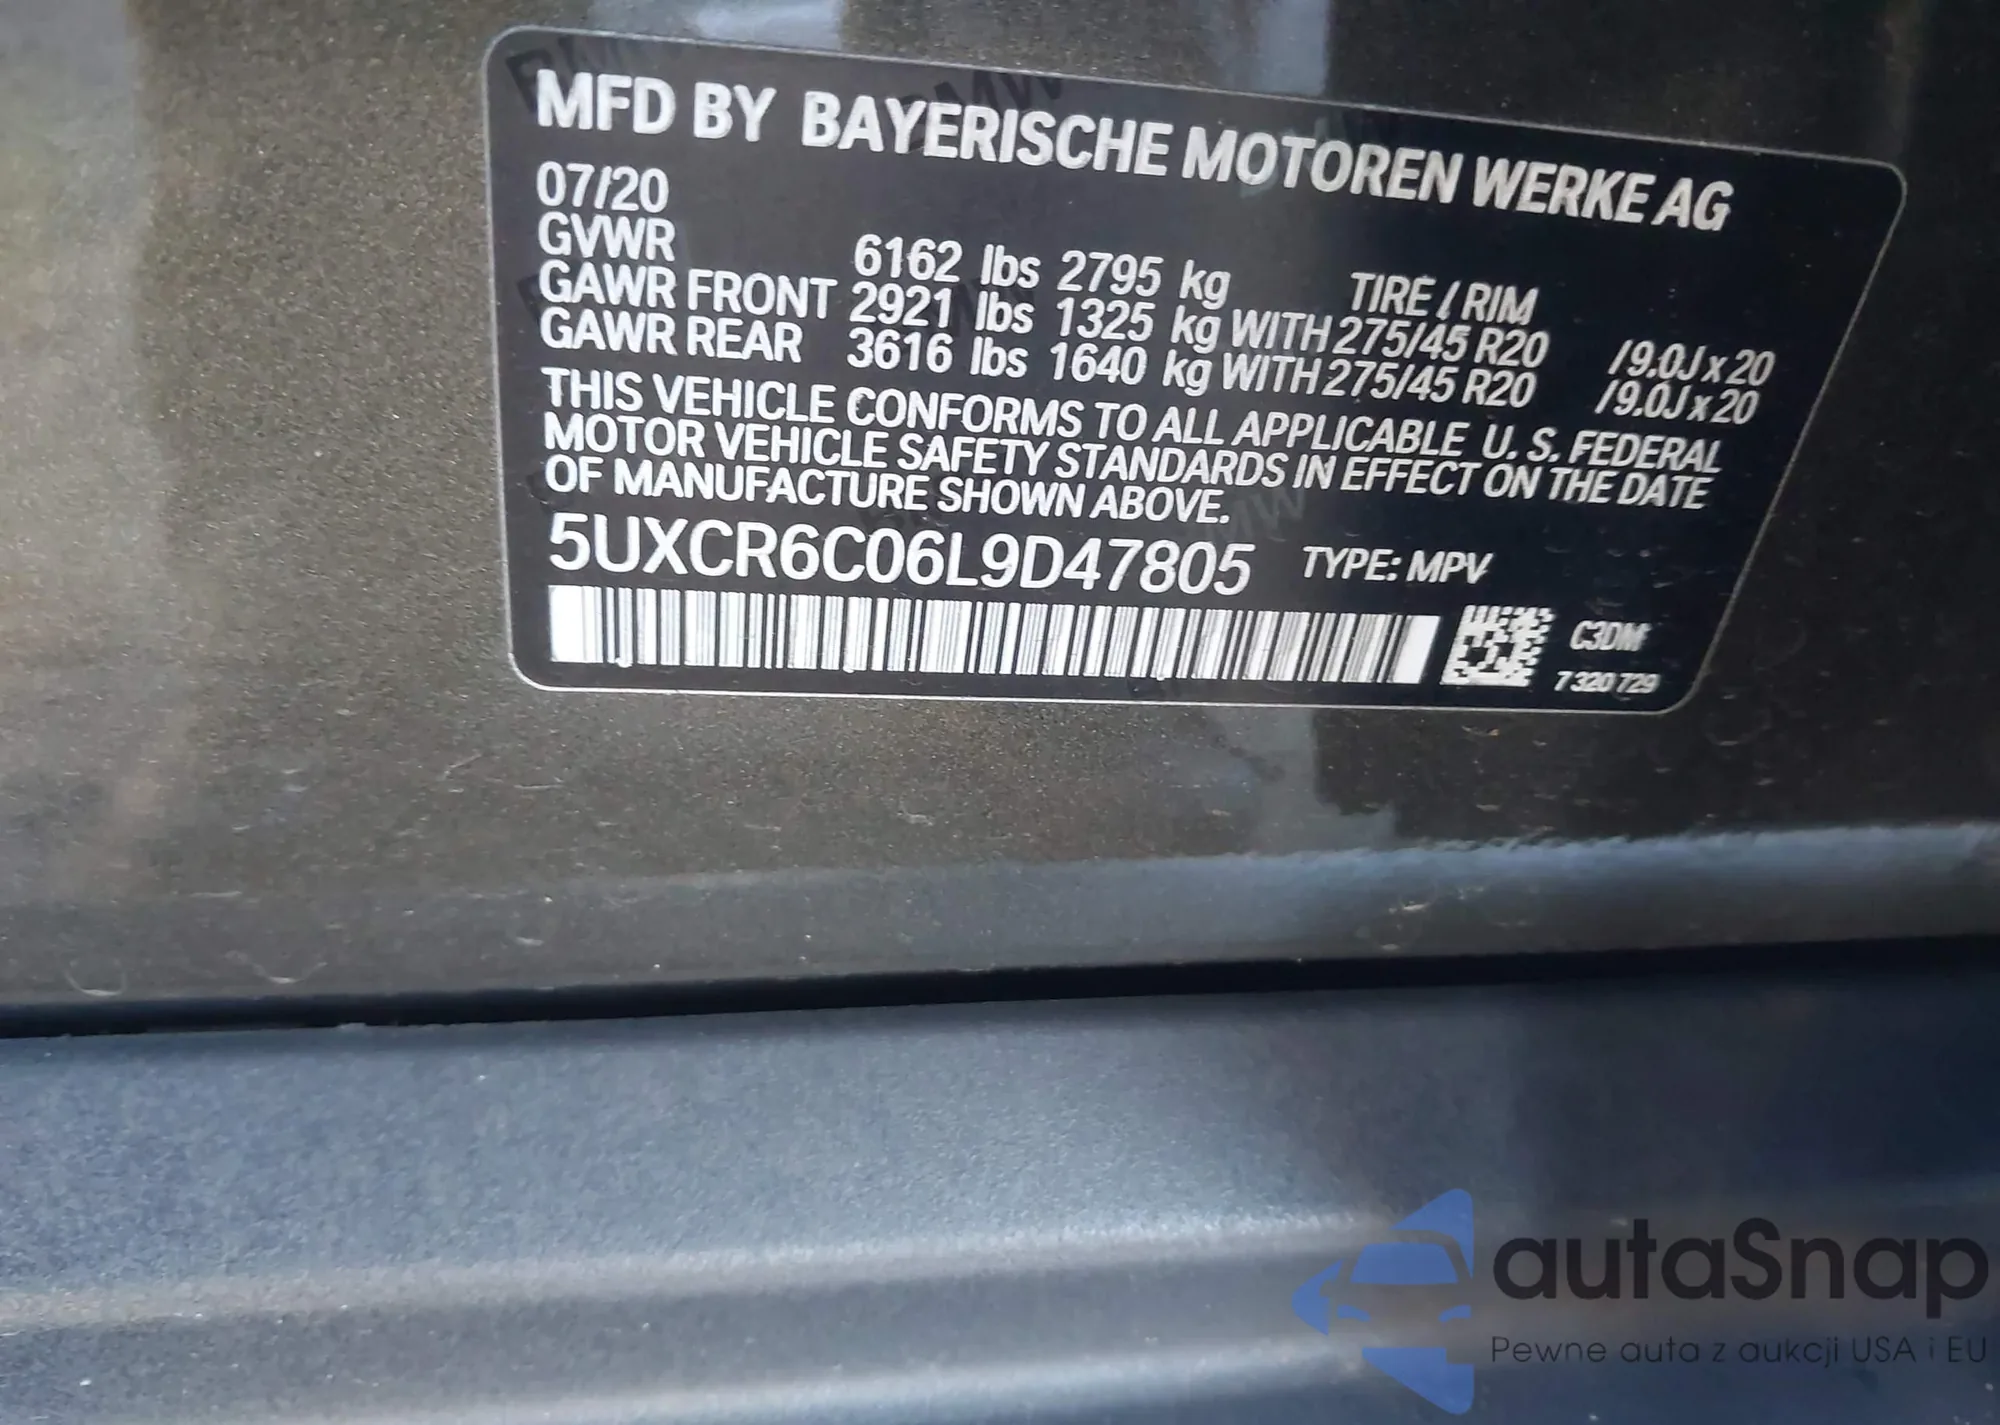 MFD BY BAYERISCHE MOTOREN WERKE AG
07/20
GVWR 6162 lbs 2795 kg TIRE / RIM
GAWR FRONT 2921 lbs 1325 kg WITH 275/45 R20 /9.0J x 20
GAWR REAR 3616 lbs 1640 kg WITH 275/45 R20 /9.0J x 20
THIS VEHICLE CONFORMS TO ALL APPLICABLE U. S. FEDERAL
MOTOR VEHICLE SAFETY STANDARDS IN EFFECT ON THE DATE
OF MANUFACTURE SHOWN ABOVE.
5UXCR6C06L9D47805 TYPE: MPV
C3DM
7 320 729
autaSnap
Pewne auta z aukcji USA i EU